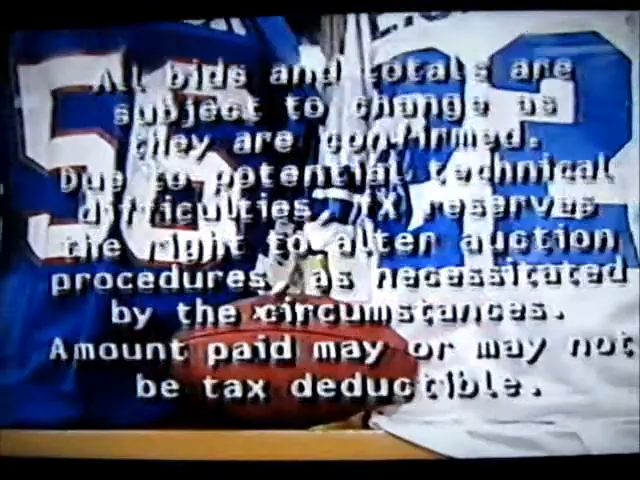 56
22
All bids and totals are
subject to change as
they are confirmed.
Due to potential technical
difficulties, (X) reserves
the right to alter auction
procedures, as necessitated
by the circumstances.
Amount paid may or may not
be tax deductible.